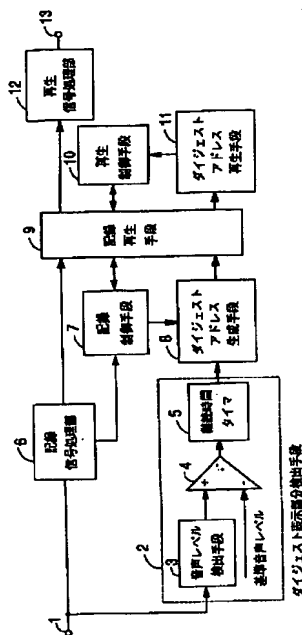 1
6
記録
信号処理部
2
3
音声レベル
検出手段
基準音声レベル
4
+
-
5
継続時間
タイマ
ダイジェスト表示部分検出手段
7
記録
制御手段
8
ダイジェスト
アドレス
生成手段
9
記録
再生
手段
10
再生
制御手段
11
ダイジェスト
アドレス
再生手段
12
再生
信号処理部
13